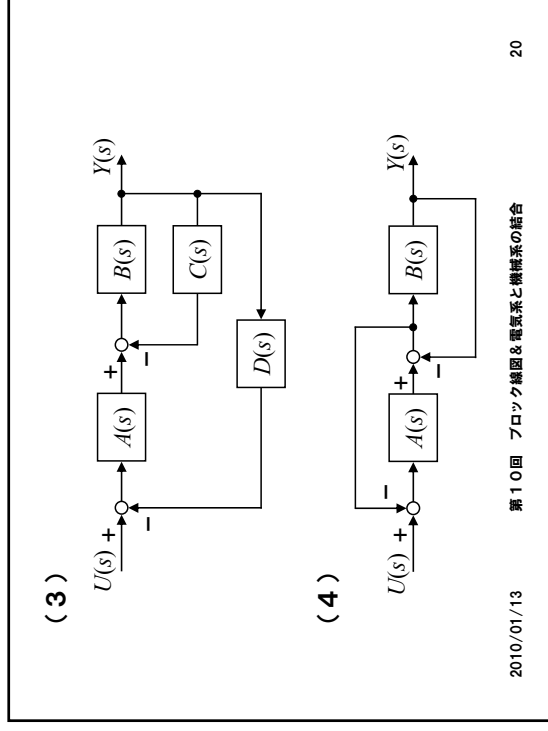 (3)
U(s) + − A(s) + − B(s) Y(s)
C(s)
D(s)
(4)
U(s) + − A(s) + − B(s) Y(s)
2010/01/13 第10回 ブロック線図&電気系と機械系の結合 20